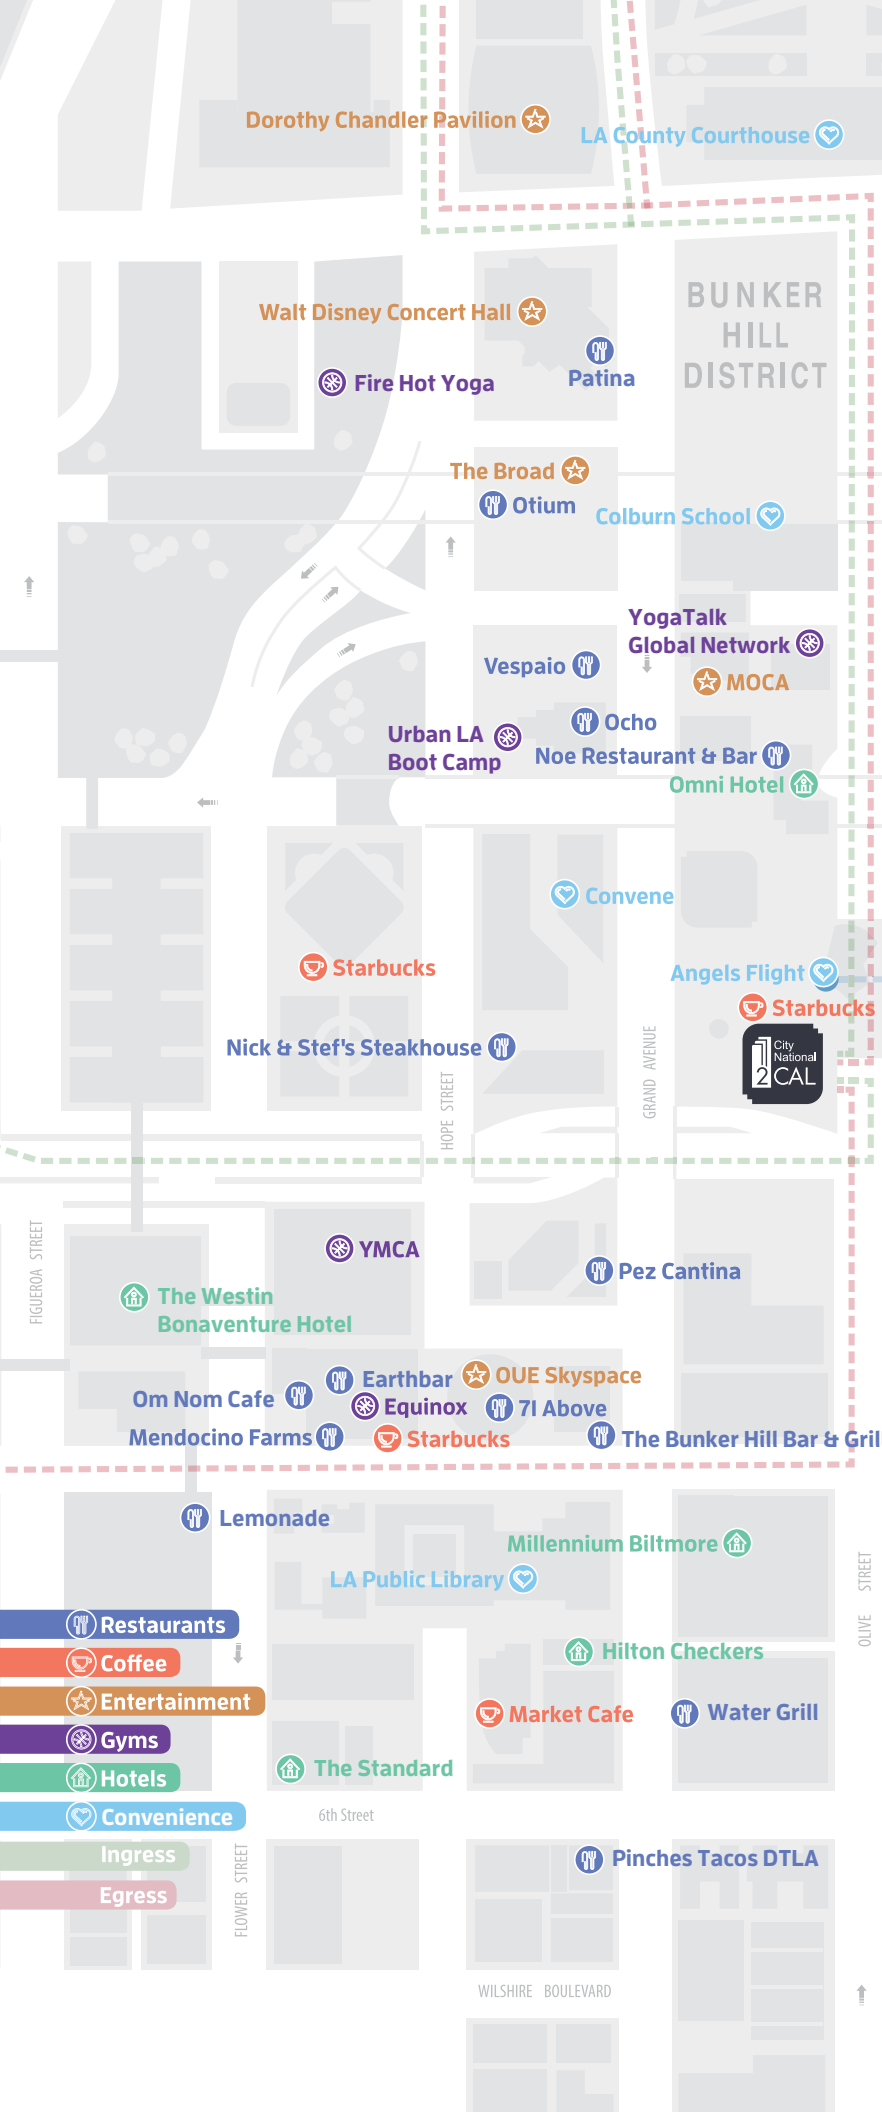 Dorothy Chandler Pavilion
LA County Courthouse
BUNKER
HILL
DISTRICT
Walt Disney Concert Hall
Patina
Fire Hot Yoga
The Broad
Otium
Colburn School
YogaTalk
Global Network
Vespaio
MOCA
Ocho
Urban LA
Boot Camp
Noe Restaurant & Bar
Omni Hotel
Convene
Starbucks
Angels Flight
Starbucks
City
National
2CAL
Nick & Stef's Steakhouse
HOPE STREET
GRAND AVENUE
FIGUEROA STREET
YMCA
Pez Cantina
The Westin
Bonaventure Hotel
Earthbar
OUE Skyspace
Om Nom Cafe
Equinox
71 Above
Mendocino Farms
Starbucks
The Bunker Hill Bar & Gril
Lemonade
Millennium Biltmore
LA Public Library
OLIVE STREET
Hilton Checkers
Market Cafe
Water Grill
The Standard
6th Street
Restaurants
Coffee
Entertainment
Gyms
Hotels
Convenience
Ingress
Egress
FLOWER STREET
Pinches Tacos DTLA
WILSHIRE BOULEVARD